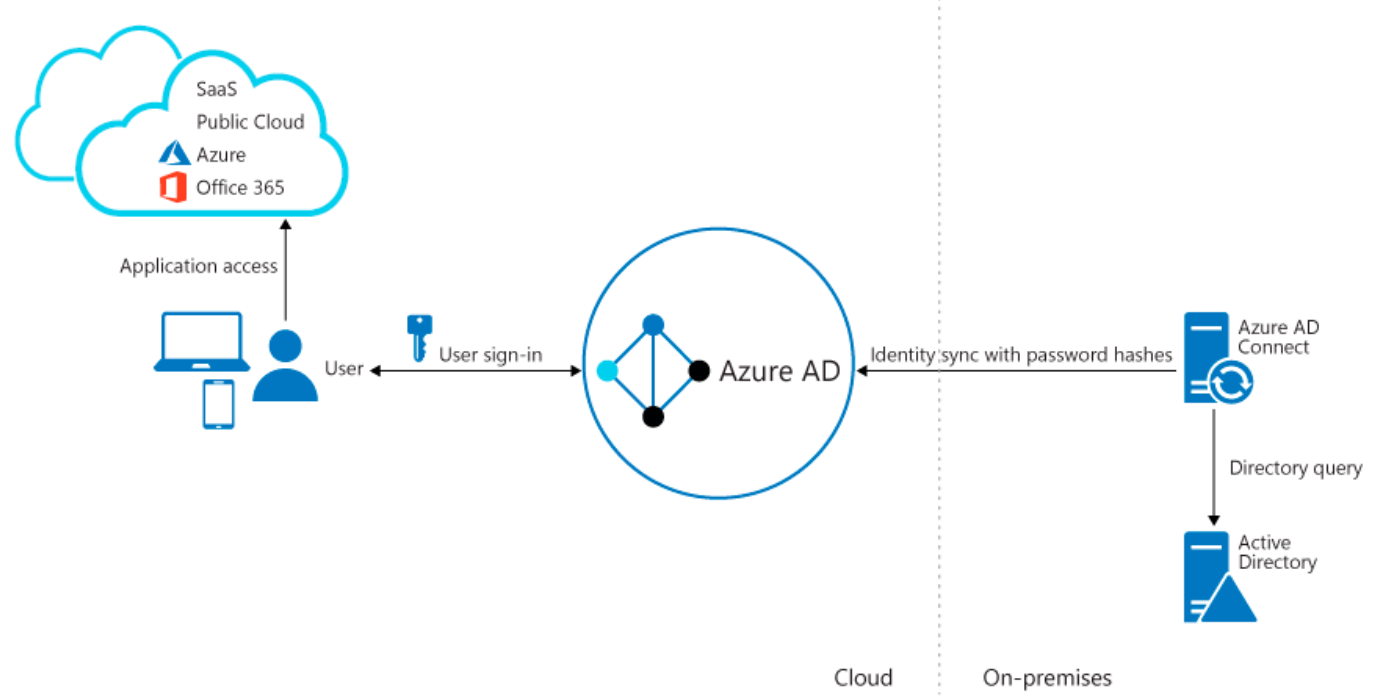 SaaS
Public Cloud
Azure
Office 365
Application access
User
User sign-in
Azure AD
Identity sync with password hashes
Azure AD
Connect
Directory query
Active
Directory
Cloud
On-premises